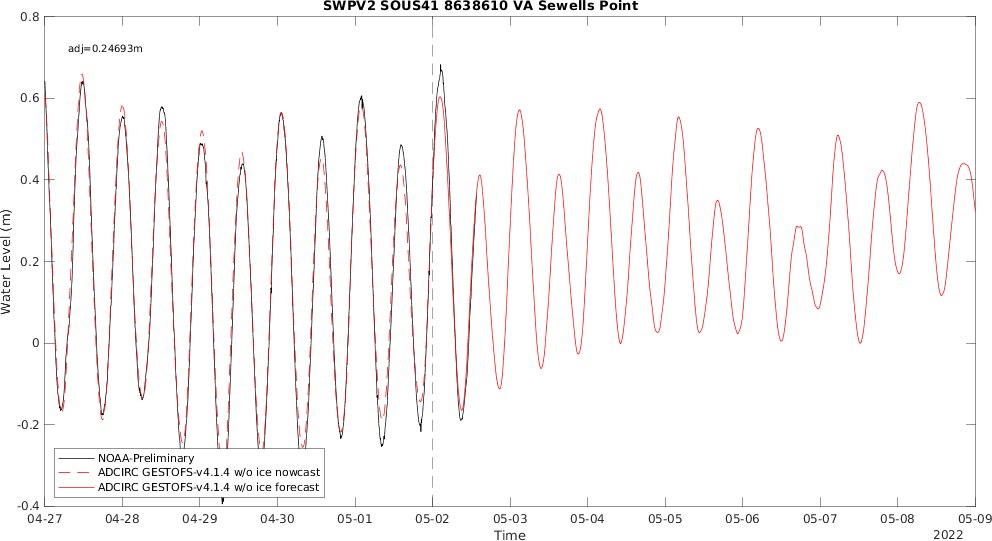 SWPV2 SOUS41 8638610 VA Sewells Point
adj=0.24693m
Water Level (m)
0.8
0.6
0.4
0.2
0
-0.2
-0.4
NOAA-Preliminary
ADCIRC GESTOFS-v4.1.4 w/o ice nowcast
ADCIRC GESTOFS-v4.1.4 w/o ice forecast
04-27 04-28 04-29 04-30 05-01 05-02 05-03 05-04 05-05 05-06 05-07 05-08 05-09
Time
2022